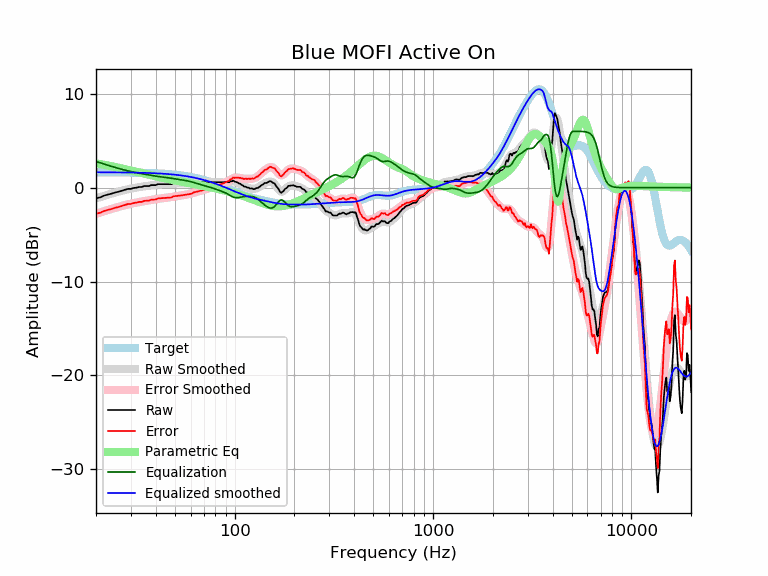 Blue MOFI Active On
Amplitude (dBr)
10
0
−10
−20
−30
Target
Raw Smoothed
Error Smoothed
Raw
Error
Parametric Eq
Equalization
Equalized smoothed
100
1000
10000
Frequency (Hz)